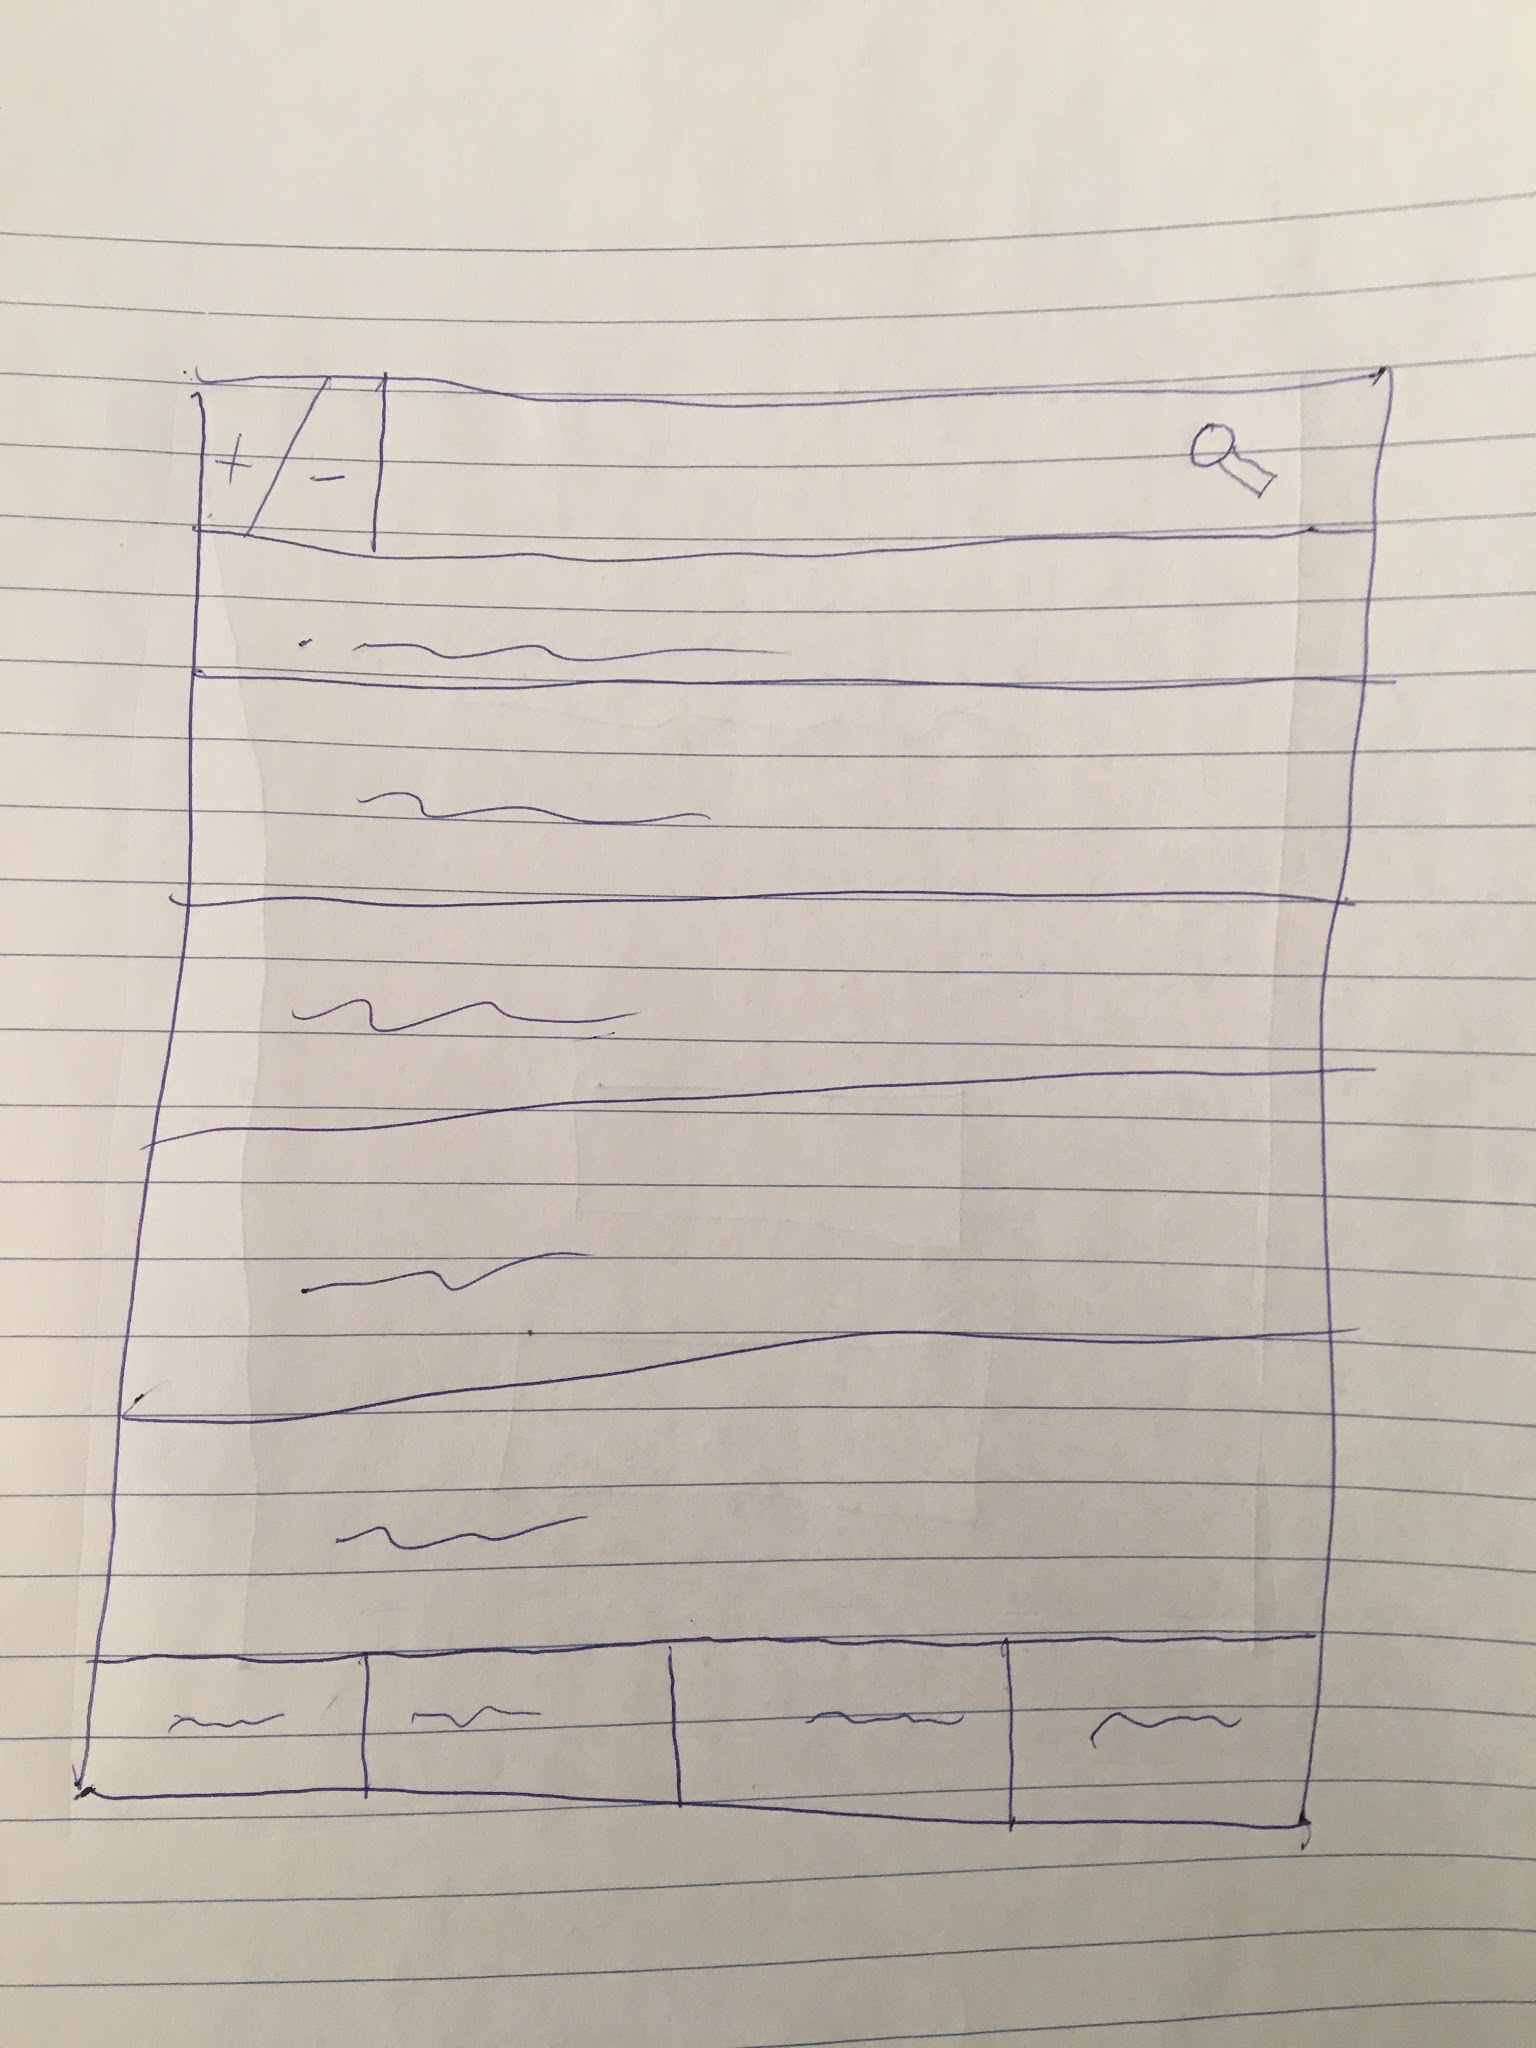 + / -